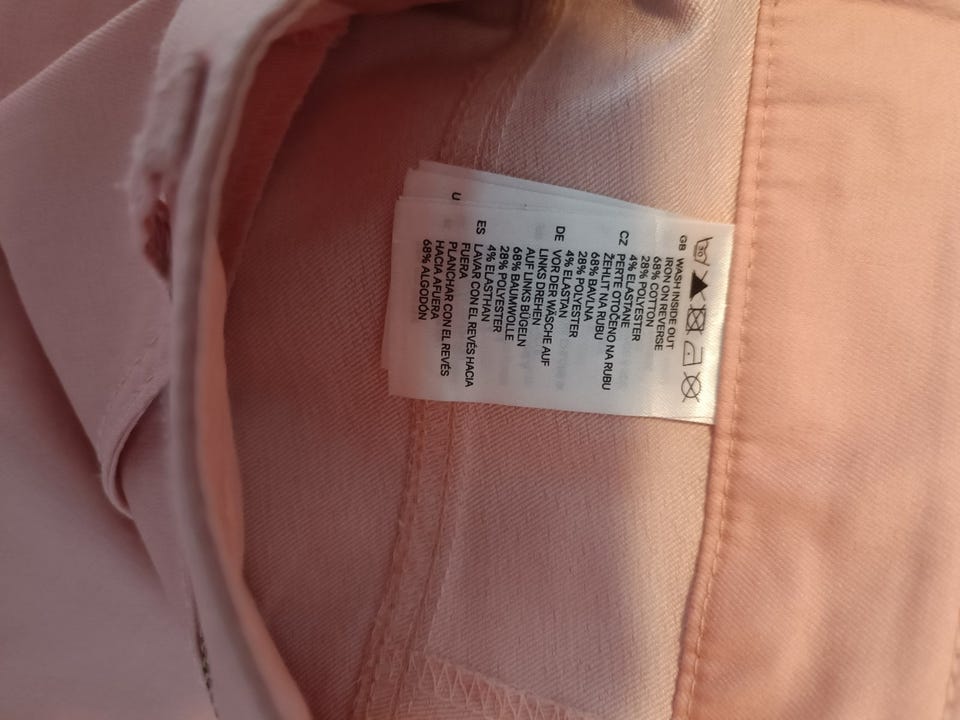 30
GB WASH INSIDE OUT
IRON ON REVERSE
68% COTTON
28% POLYESTER
4% ELASTANE
CZ PERTE OTOČENO NA RUBU
ŽEHLIT NA RUBU
68% BAVLNA
28% POLYESTER
4% ELASTAN
DE VOR DER WÄSCHE AUF
LINKS DREHEN
AUF LINKS BÜGELN
68% BAUMWOLLE
28% POLYESTER
4% ELASTHAN
ES LAVAR CON EL REVÉS HACIA
FUERA
PLANCHAR CON EL REVÉS
HACIA AFUERA
68% ALGODÓN
U